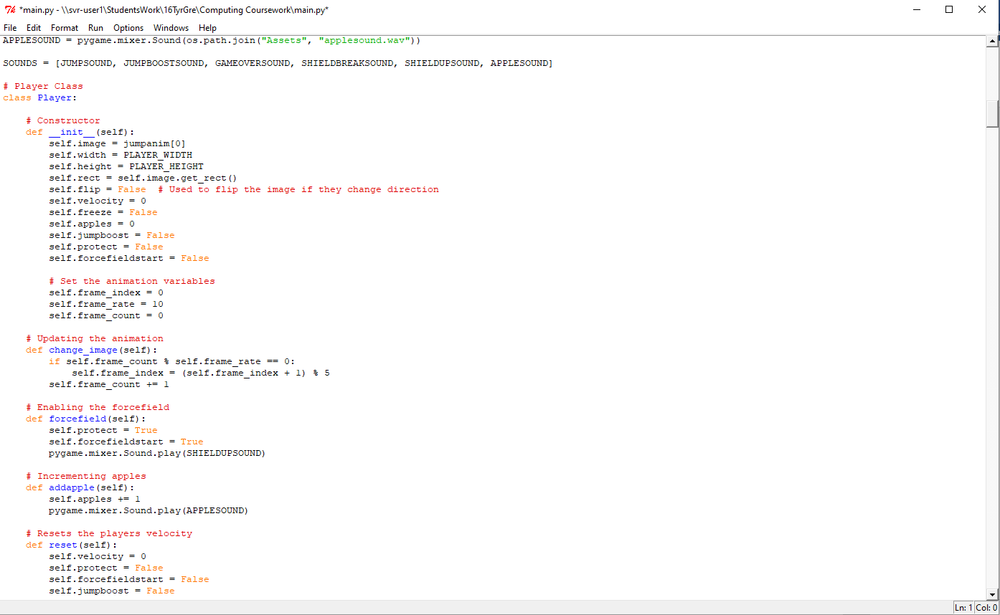 *main.py - \\svr-user1\StudentsWork\16TyrGre\Computing Coursework\main.py*
File Edit Format Run Options Windows Help
APPLESOUND = pygame.mixer.Sound(os.path.join("Assets", "applesound.wav"))

SOUNDS = [JUMPSOUND, JUMPBOOSTSOUND, GAMEOVERSOUND, SHIELDBREAKSOUND, SHIELDUPSOUND, APPLESOUND]

# Player Class
class Player:

    # Constructor
    def __init__(self):
        self.image = jumpanim[0]
        self.width = PLAYER_WIDTH
        self.height = PLAYER_HEIGHT
        self.rect = self.image.get_rect()
        self.flip = False  # Used to flip the image if they change direction
        self.velocity = 0
        self.freeze = False
        self.apples = 0
        self.jumpboost = False
        self.protect = False
        self.forcefieldstart = False

        # Set the animation variables
        self.frame_index = 0
        self.frame_rate = 10
        self.frame_count = 0

    # Updating the animation
    def change_image(self):
        if self.frame_count % self.frame_rate == 0:
            self.frame_index = (self.frame_index + 1) % 5
        self.frame_count += 1

    # Enabling the forcefield
    def forcefield(self):
        self.protect = True
        self.forcefieldstart = True
        pygame.mixer.Sound.play(SHIELDUPSOUND)

    # Incrementing apples
    def addapple(self):
        self.apples += 1
        pygame.mixer.Sound.play(APPLESOUND)

    # Resets the players velocity
    def reset(self):
        self.velocity = 0
        self.protect = False
        self.forcefieldstart = False
        self.jumpboost = False
Ln: 1 Col: 0